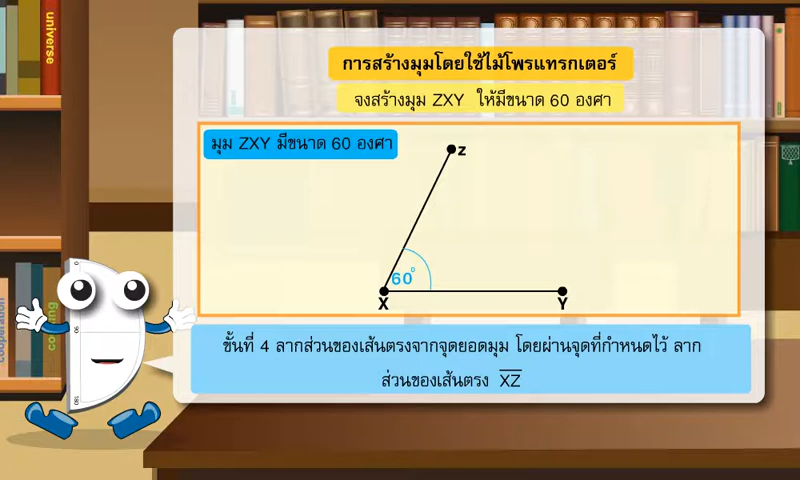 universe
การสร้างมุมโดยใช้ไม้โพรแทรกเตอร์
จงสร้างมุม ZXY ให้มีขนาด 60 องศา
มุม ZXY มีขนาด 60 องศา
Z
60°
X
Y
0
90
180
cooperation
ขั้นที่ 4 ลากส่วนของเส้นตรงจากจุดยอดมุม โดยผ่านจุดที่กำหนดไว้ ลาก
ส่วนของเส้นตรง X̅Z̅